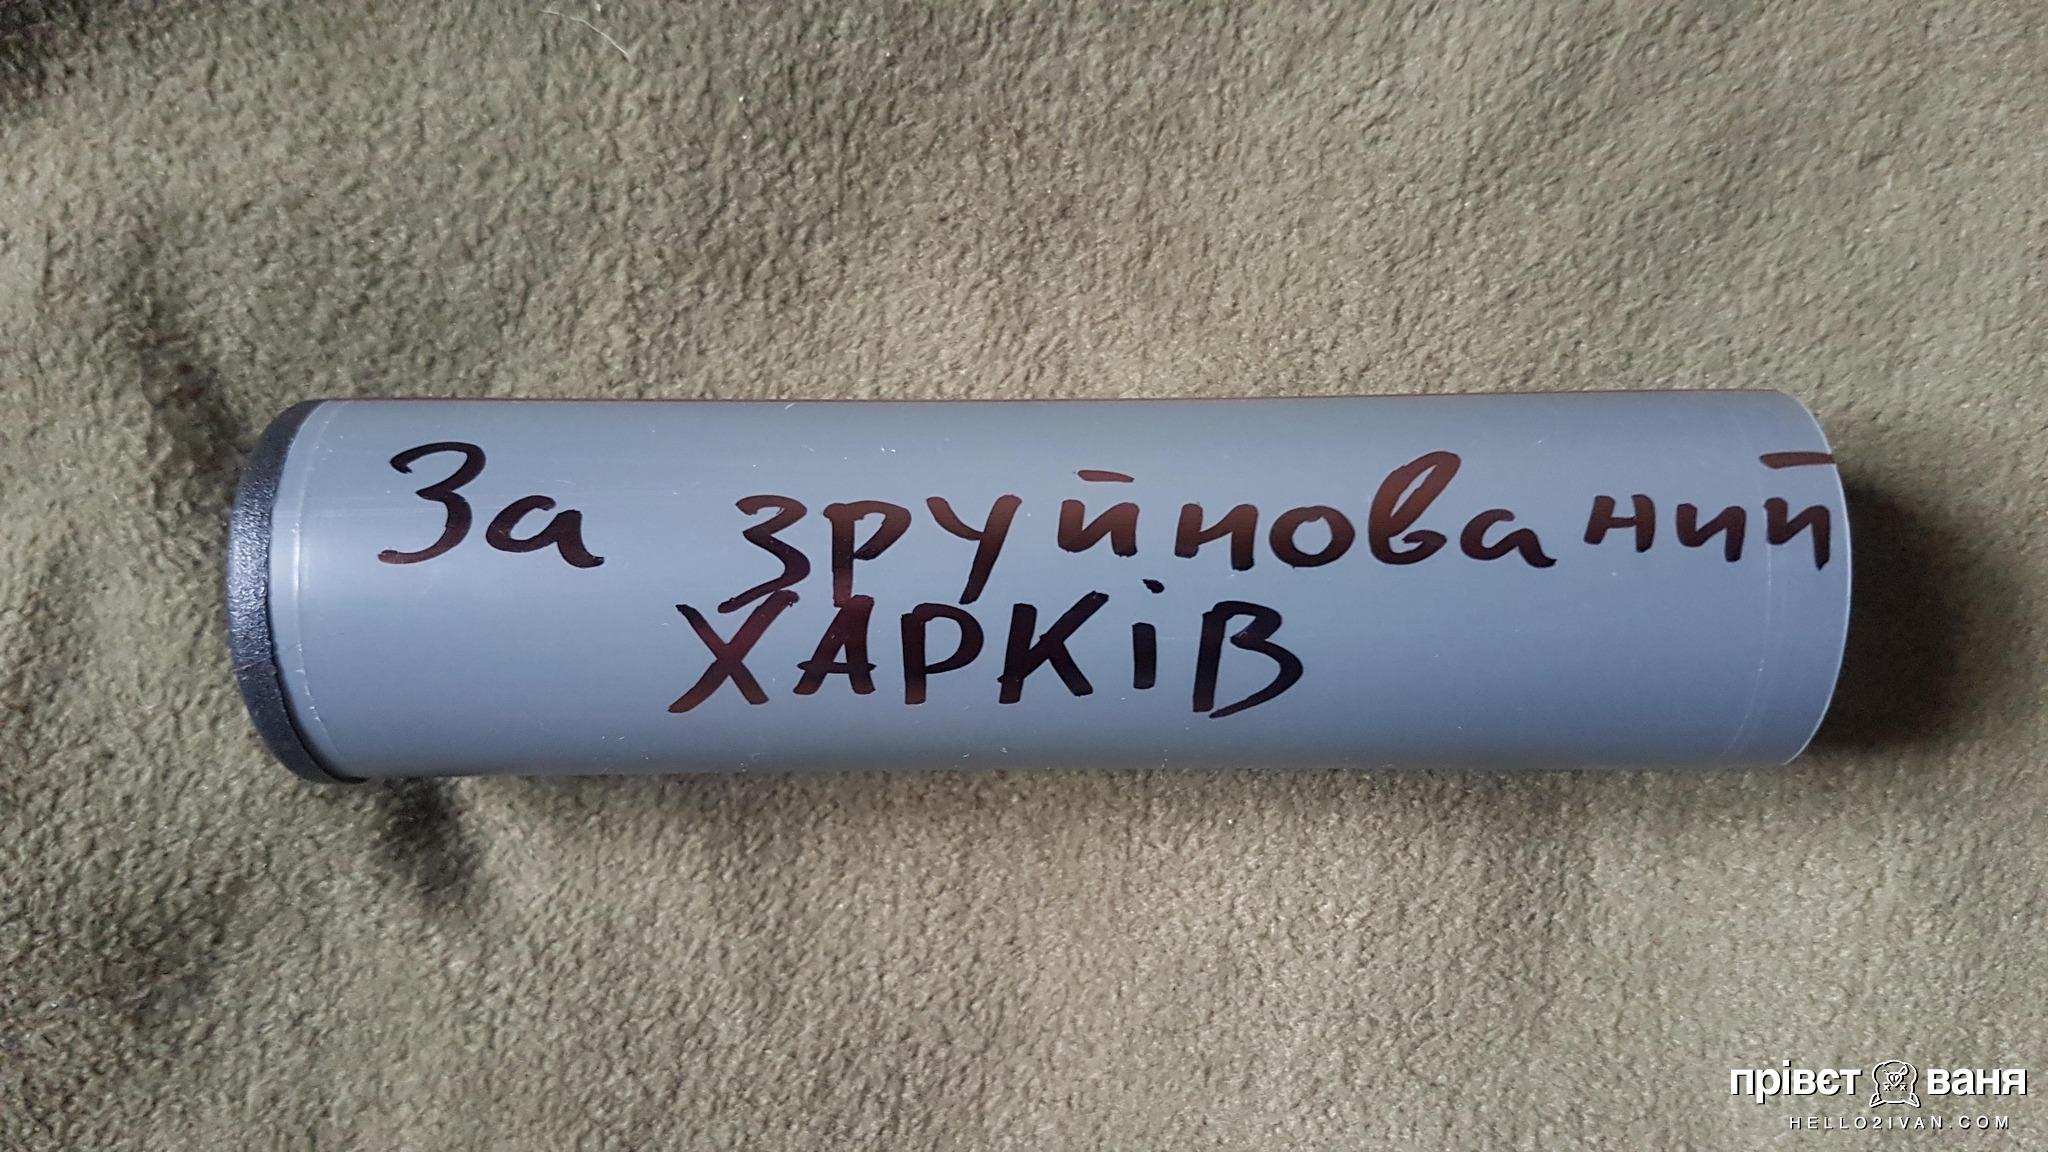 За зруйнований
ХАРКіВ
прівєт ваня
HELLO2IVAN.COM